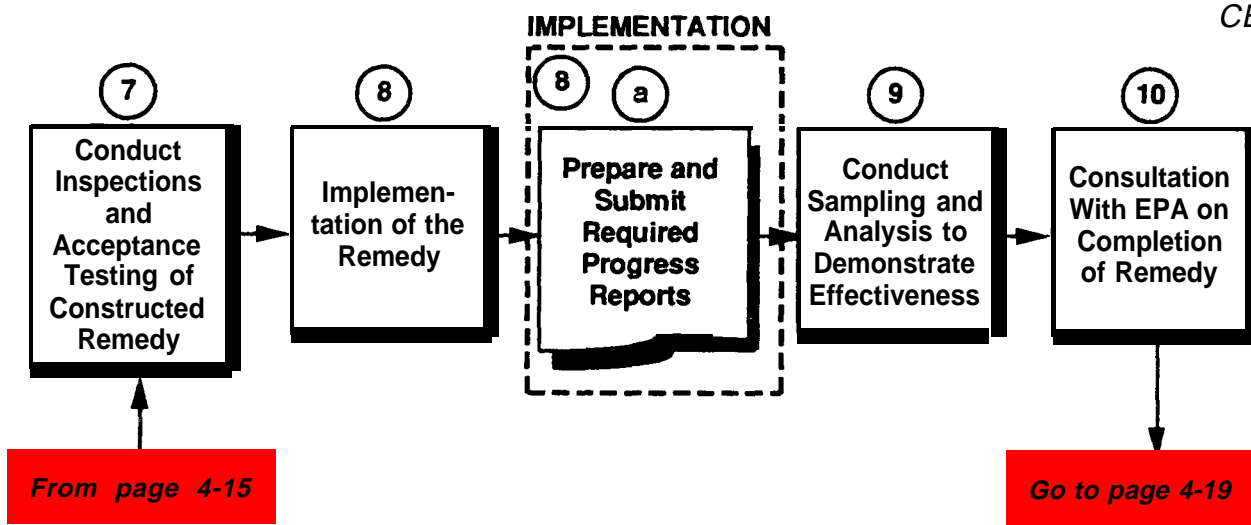 CE
IMPLEMENTATION
7
Conduct
Inspections
and
Acceptance
Testing of
Constructed
Remedy
8
Implemen-
tation of the
Remedy
8
a
Prepare and
Submit
Required
Progress
Reports
9
Conduct
Sampling and
Analysis to
Demonstrate
Effectiveness
10
Consultation
With EPA on
Completion
of Remedy
From page 4-15
Go to page 4-19